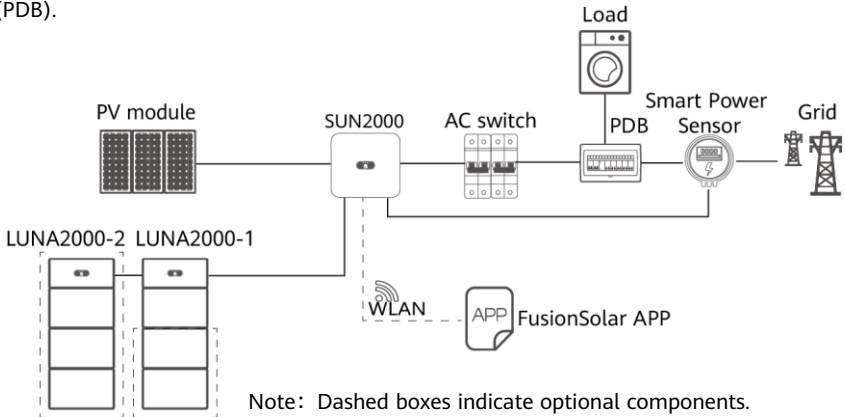 (PDB).
Load
Smart Power
Sensor
Grid
PV module
SUN2000
AC switch
PDB
LUNA2000-2 LUNA2000-1
WLAN
APP
FusionSolar APP
Note: Dashed boxes indicate optional components.